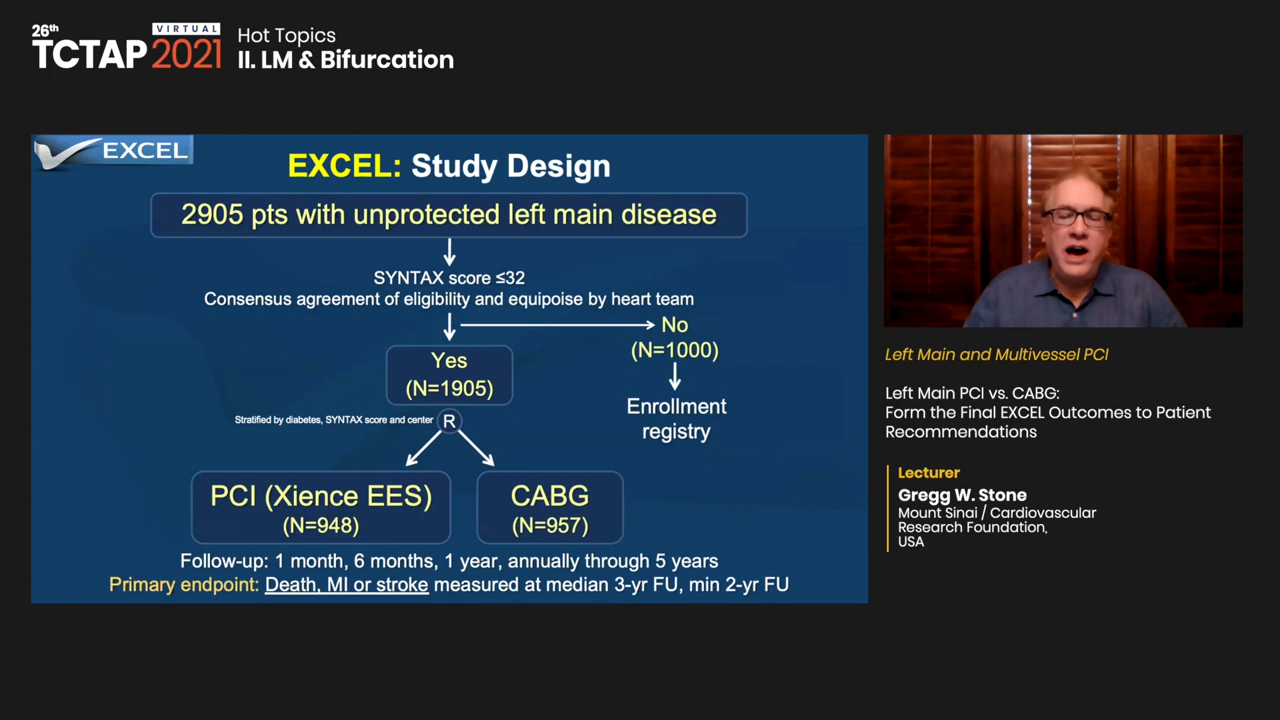 26th
TCTAP
VIRTUAL
2021
Hot Topics
II. LM & Bifurcation
EXCEL
EXCEL: Study Design
2905 pts with unprotected left main disease
SYNTAX score ≤32
Consensus agreement of eligibility and equipoise by heart team
No
(N=1000)
Yes
(N=1905)
Enrollment
registry
Stratified by diabetes, SYNTAX score and center
R
PCI (Xience EES)
(N=948)
CABG
(N=957)
Follow-up: 1 month, 6 months, 1 year, annually through 5 years
Primary endpoint: Death, MI or stroke measured at median 3-yr FU, min 2-yr FU
Left Main and Multivessel PCI
Left Main PCI vs. CABG:
Form the Final EXCEL Outcomes to Patient
Recommendations
Lecturer
Gregg W. Stone
Mount Sinai / Cardiovascular
Research Foundation,
USA